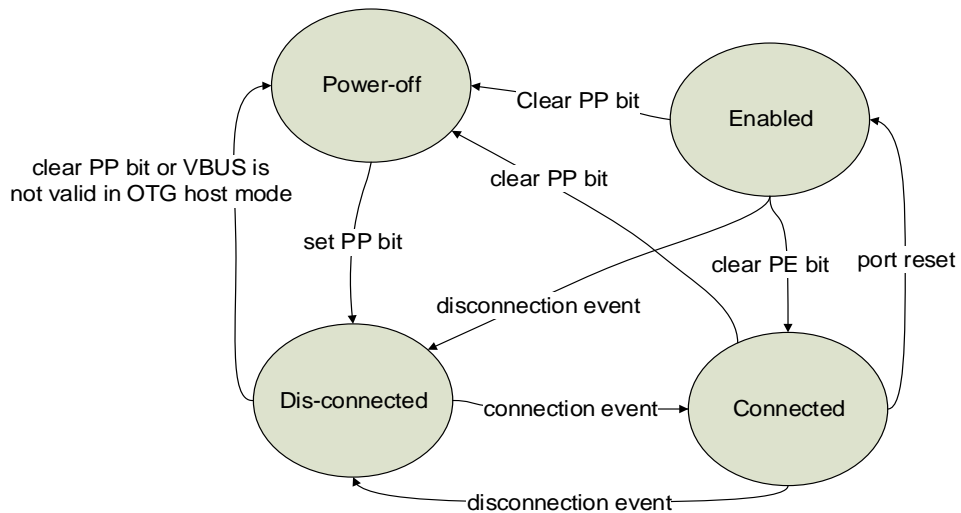 Power-off
Clear PP bit
Enabled
clear PP bit or VBUS is
not valid in OTG host mode
clear PP bit
set PP bit
clear PE bit
port reset
disconnection event
Dis-connected
connection event
Connected
disconnection event